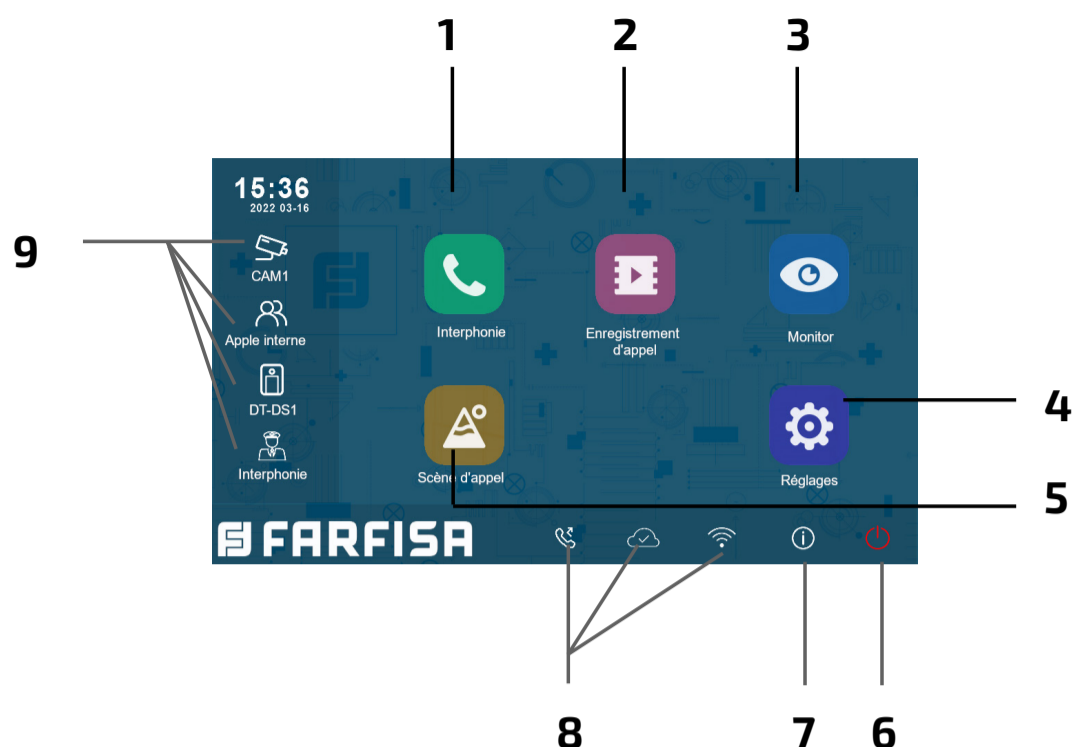 1 2 3
15:36
2022 03-16
CAM1
Apple interne
DT-DS1
Interphonie
9
Interphonie
Enregistrement
d'appel
Monitor
Scène d'appel
Réglages
4
5
FARFISA
8 7 6